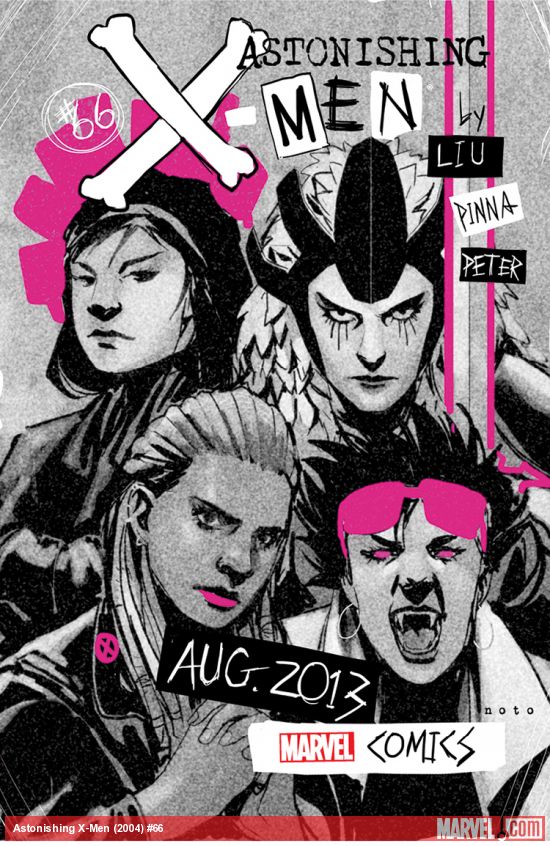 ASTONISHING
X-MEN
#66
by
LIU
PINNA
PETER
AUG. 2013
noto
MARVEL COMICS
Astonishing X-Men (2004) #66
MARVEL.com